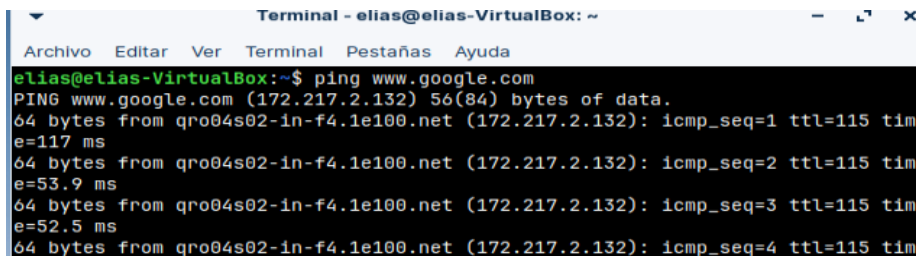 Terminal - elias@elias-VirtualBox: ~
Archivo Editar Ver Terminal Pestañas Ayuda
elias@elias-VirtualBox:~$ ping www.google.com
PING www.google.com (172.217.2.132) 56(84) bytes of data.
64 bytes from qro04s02-in-f4.1e100.net (172.217.2.132): icmp_seq=1 ttl=115 tim
e=117 ms
64 bytes from qro04s02-in-f4.1e100.net (172.217.2.132): icmp_seq=2 ttl=115 tim
e=53.9 ms
64 bytes from qro04s02-in-f4.1e100.net (172.217.2.132): icmp_seq=3 ttl=115 tim
e=52.5 ms
64 bytes from qro04s02-in-f4.1e100.net (172.217.2.132): icmp_seq=4 ttl=115 tim